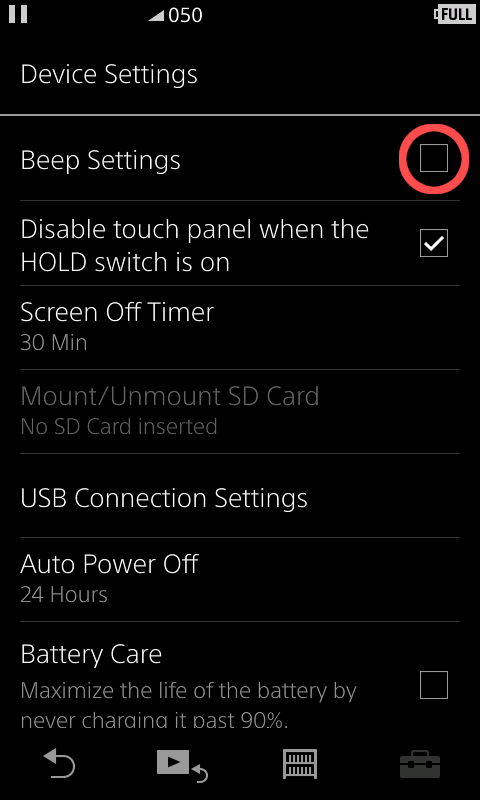 050
FULL
Device Settings
Beep Settings
Disable touch panel when the
HOLD switch is on
Screen Off Timer
30 Min
Mount/Unmount SD Card
No SD Card inserted
USB Connection Settings
Auto Power Off
24 Hours
Battery Care
Maximize the life of the battery by
never charging it past 90%.